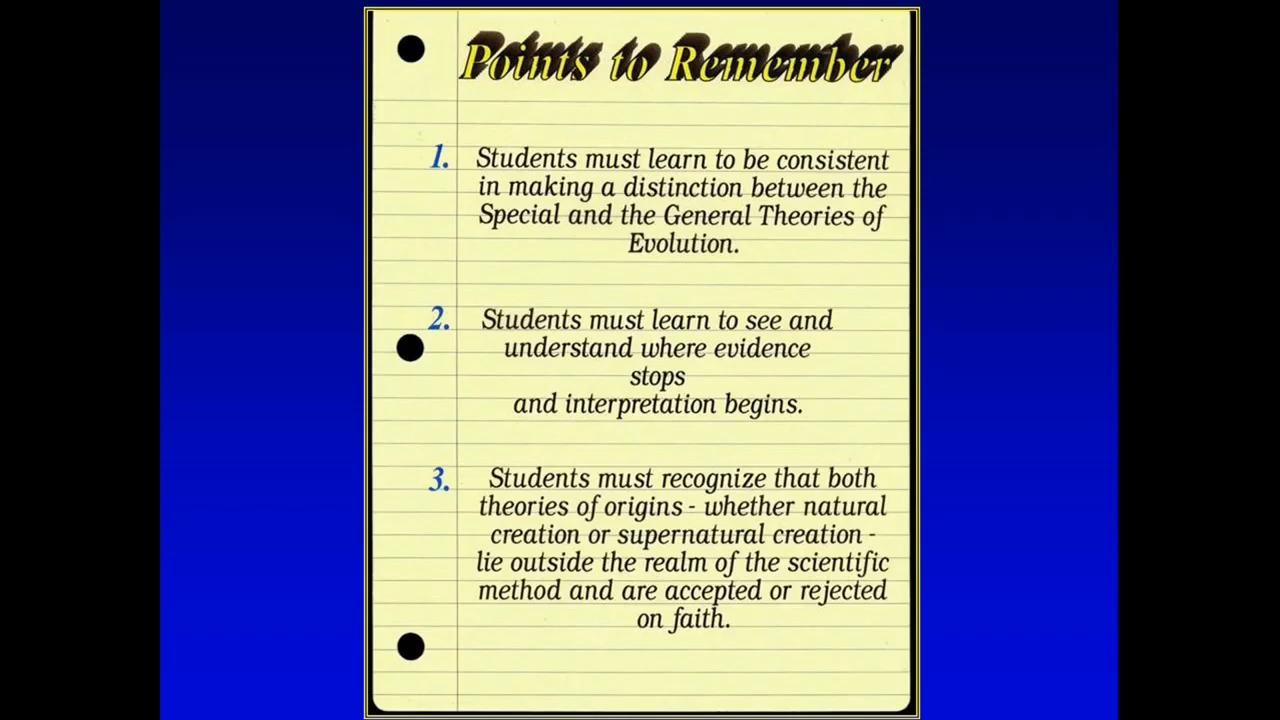 Points to Remember
1. Students must learn to be consistent
in making a distinction between the
Special and the General Theories of
Evolution.
2. Students must learn to see and
understand where evidence
stops
and interpretation begins.
3. Students must recognize that both
theories of origins - whether natural
creation or supernatural creation -
lie outside the realm of the scientific
method and are accepted or rejected
on faith.